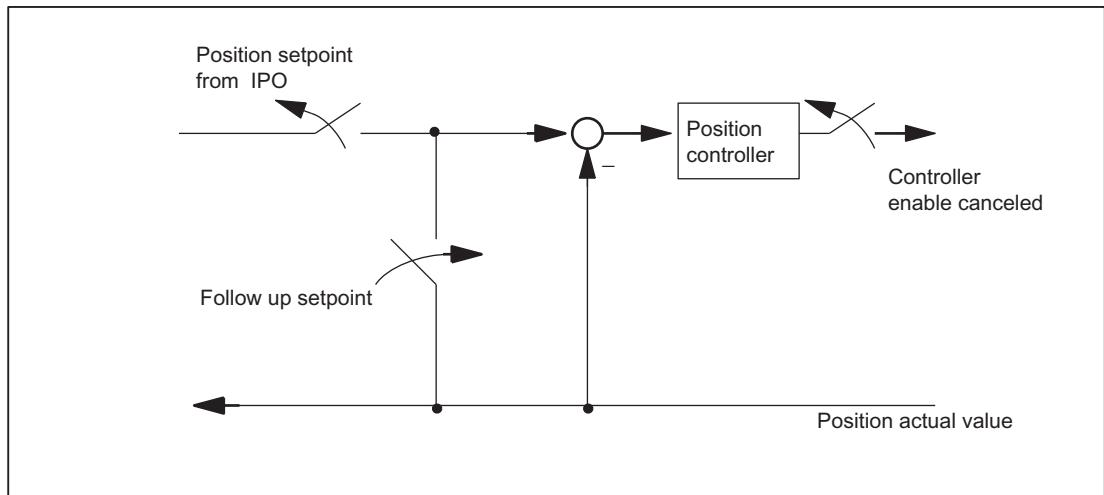 Position setpoint
from IPO
Position
controller
–
Controller
enable canceled
Follow up setpoint
Position actual value